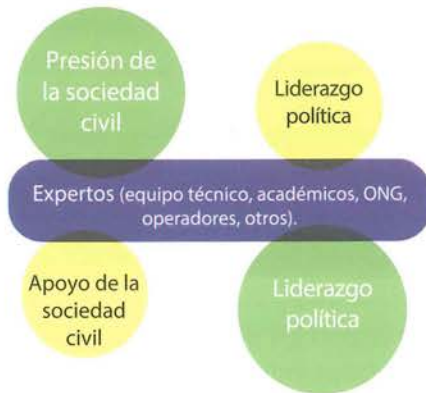 Presión de
la sociedad
civil
Liderazgo
política
Expertos (equipo técnico, académicos, ONG,
operadores, otros).
Apoyo de la
sociedad
civil
Liderazgo
política